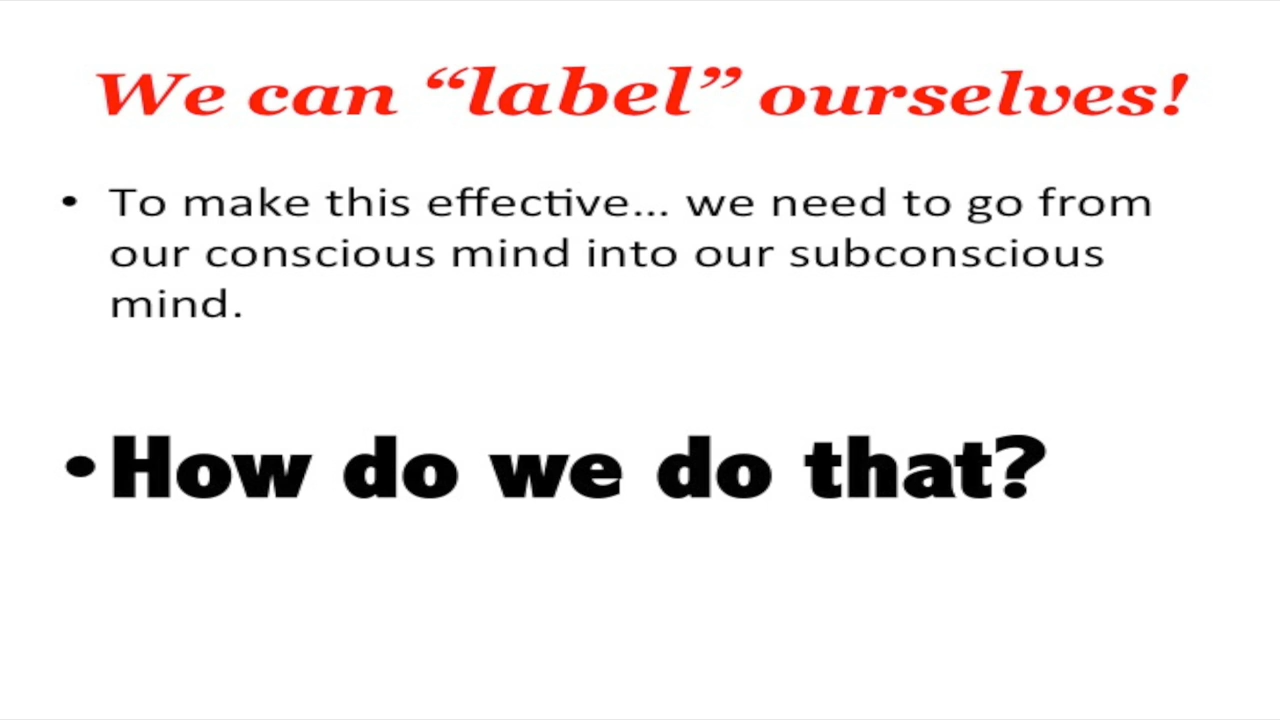 We can “label” ourselves!
• To make this effective... we need to go from
our conscious mind into our subconscious
mind.
•How do we do that?